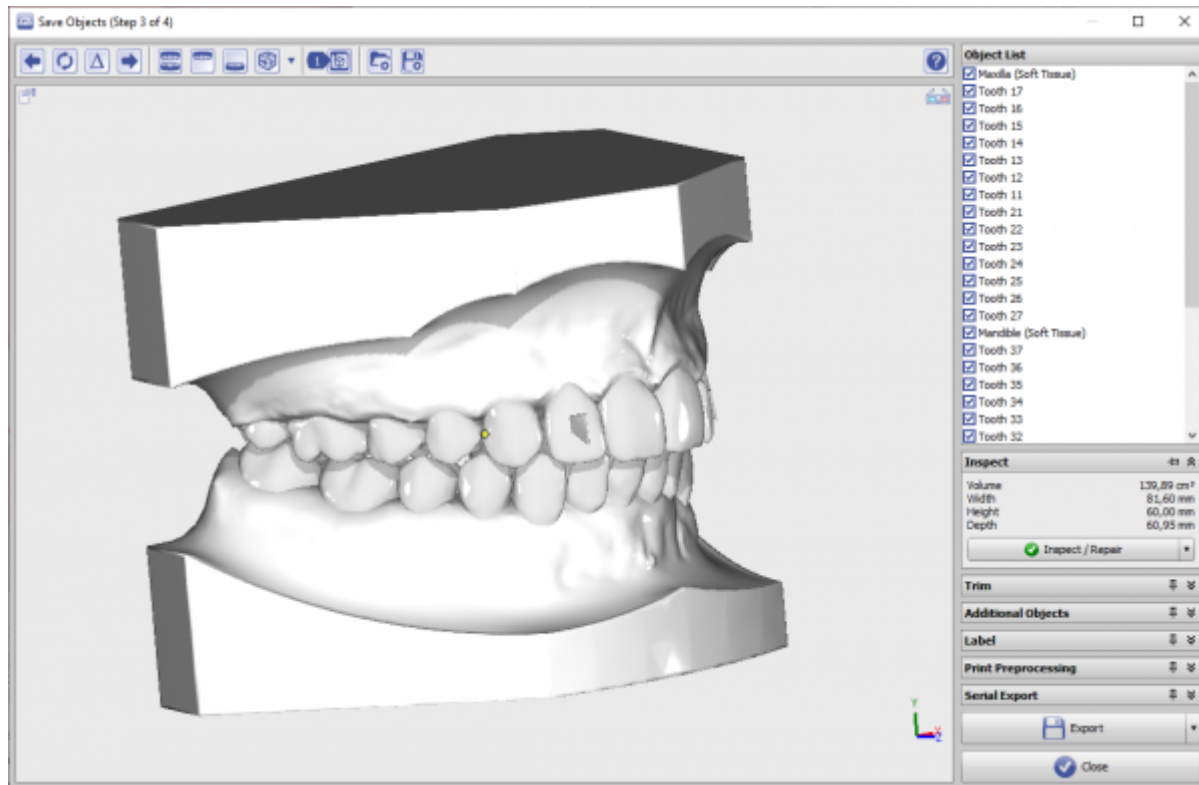 Save Objects (Step 3 of 4)
1
?
Object List
Maxilla (Soft Tissue)
Tooth 17
Tooth 16
Tooth 15
Tooth 14
Tooth 13
Tooth 12
Tooth 11
Tooth 21
Tooth 22
Tooth 23
Tooth 24
Tooth 25
Tooth 26
Tooth 27
Mandible (Soft Tissue)
Tooth 37
Tooth 36
Tooth 35
Tooth 34
Tooth 33
Tooth 32
Inspect
Volume 139,89 cm³
Width 81,60 mm
Height 60,00 mm
Depth 60,95 mm
Inspect / Repair
Trim
Additional Objects
Label
Print Preprocessing
Serial Export
Y
X
Z
Export
Close